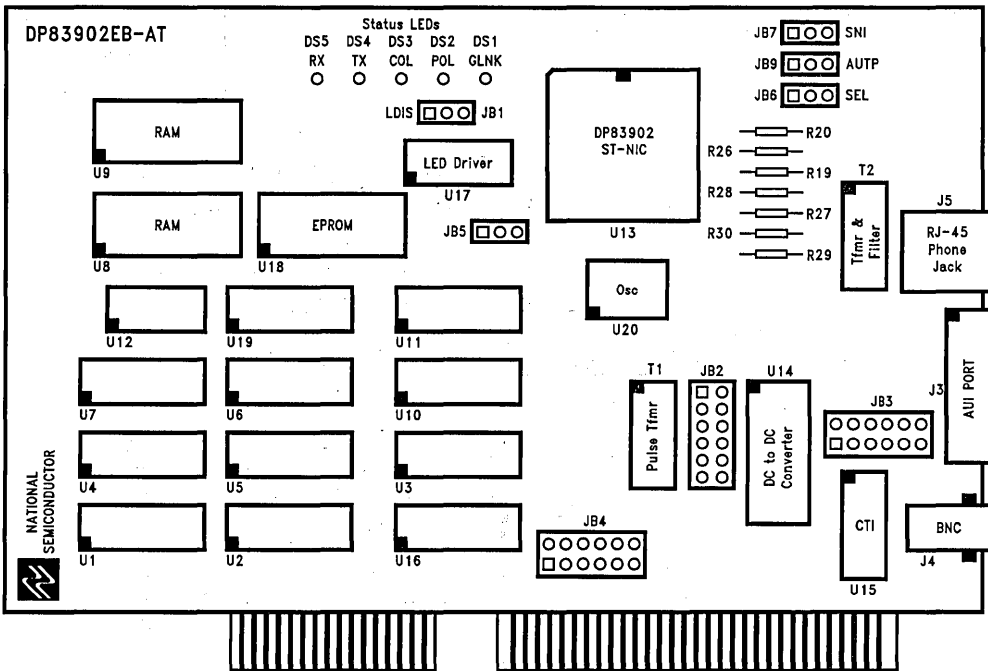 DP83902EB-AT
Status LEDs
DS5 DS4 DS3 DS2 DS1
RX TX COL POL GLNK
JB7 SNI
JB9 AUTP
JB6 SEL
LDIS JB1
RAM
U9
LED Driver
U17
DP83902
ST-NIC
U13
R20
R26
R19
R28
R27
R30
R29
T2
Tfmr &
Filter
J5
RJ-45
Phone
Jack
RAM
U8
EPROM
U18
JB5
Osc
U20
U12
U19
U11
U7
U6
U10
T1
Pulse Tfmr
JB2
U14
DC to DC
Converter
JB3
J3
AUI PORT
U4
U5
U3
NATIONAL
SEMICONDUCTOR
U1
U2
U16
JB4
CTI
U15
BNC
J4